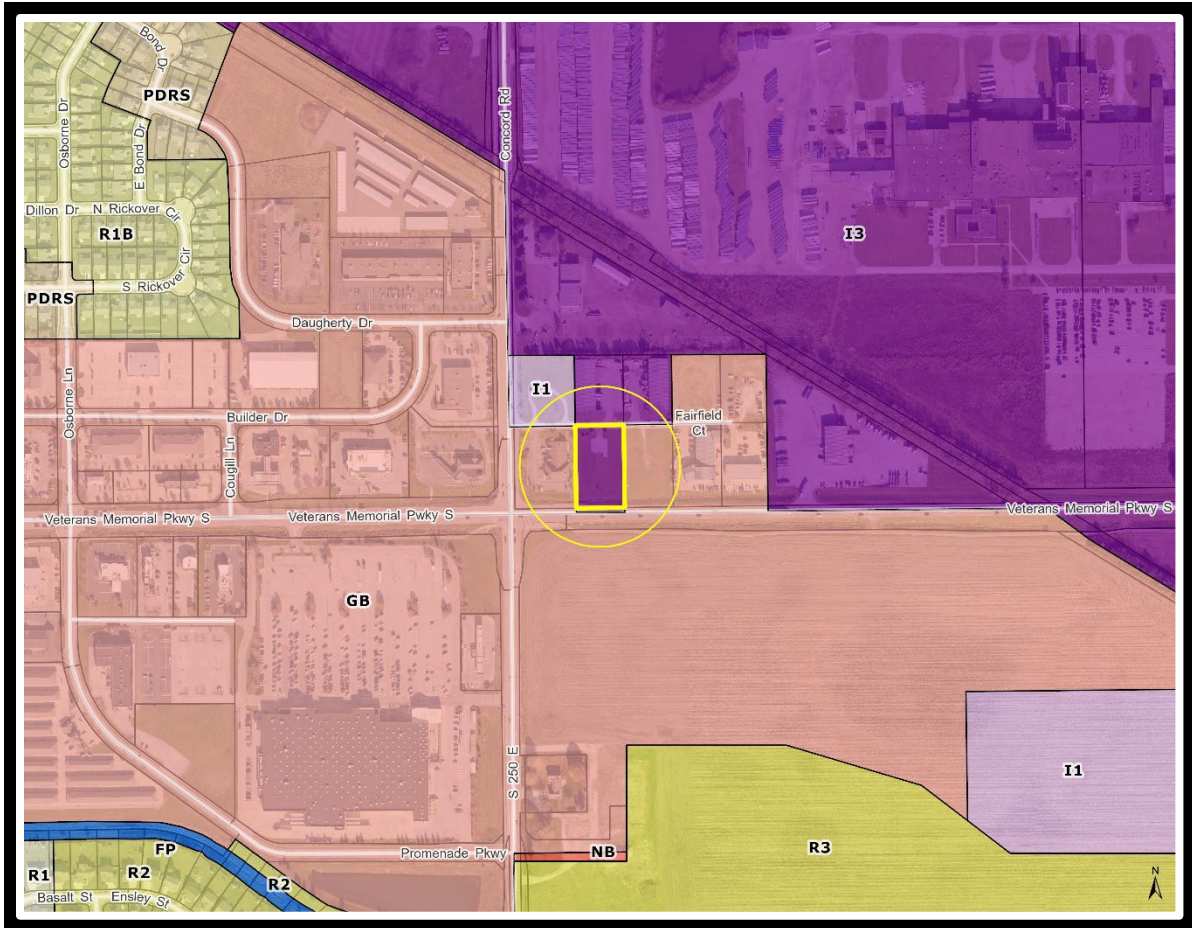 Bond Dr
PDRS
Concord Rd
Osborne Dr
E Bond Dr
Dillon Dr
N Rickover Cir
R1B
I3
S Rickover Cir
PDRS
Daugherty Dr
I1
Osborne Ln
Builder Dr
Fairfield
Ct
Cougill Ln
Veterans Memorial Pkwy S
Veterans Memorial Pwky S
Veterans Memorial Pkwy S
GB
S 250 E
I1
FP
Promenade Pkwy
NB
R3
R1
R2
R2
Basalt St
Ensley St
N